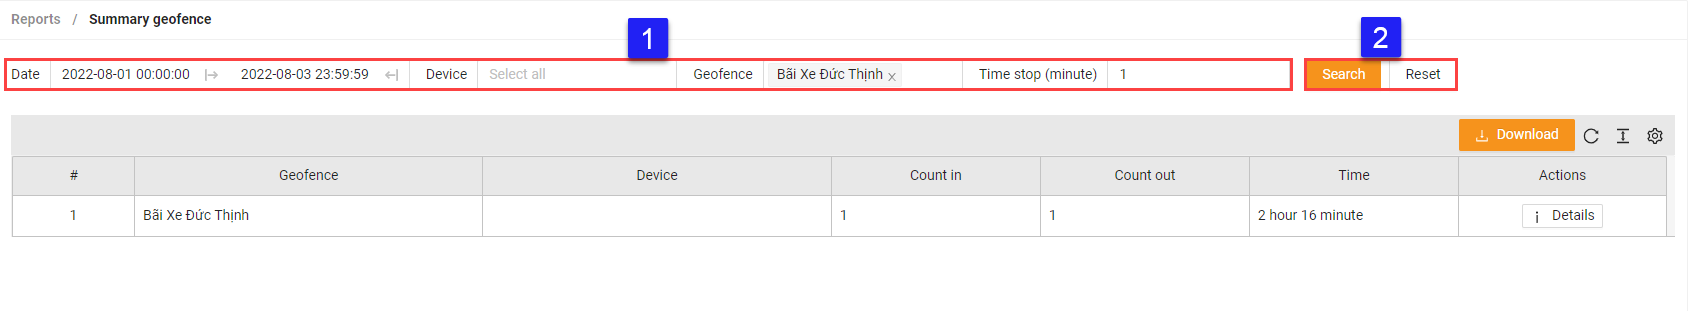 Reports / Summary geofence
1 2
Date 2022-08-01 00:00:00 2022-08-03 23:59:59 Device Select all Geofence Bãi Xe Đức Thịnh x Time stop (minute) 1 Search Reset
Download
# Geofence Device Count in Count out Time Actions
1 Bãi Xe Đức Thịnh 1 1 2 hour 16 minute Details